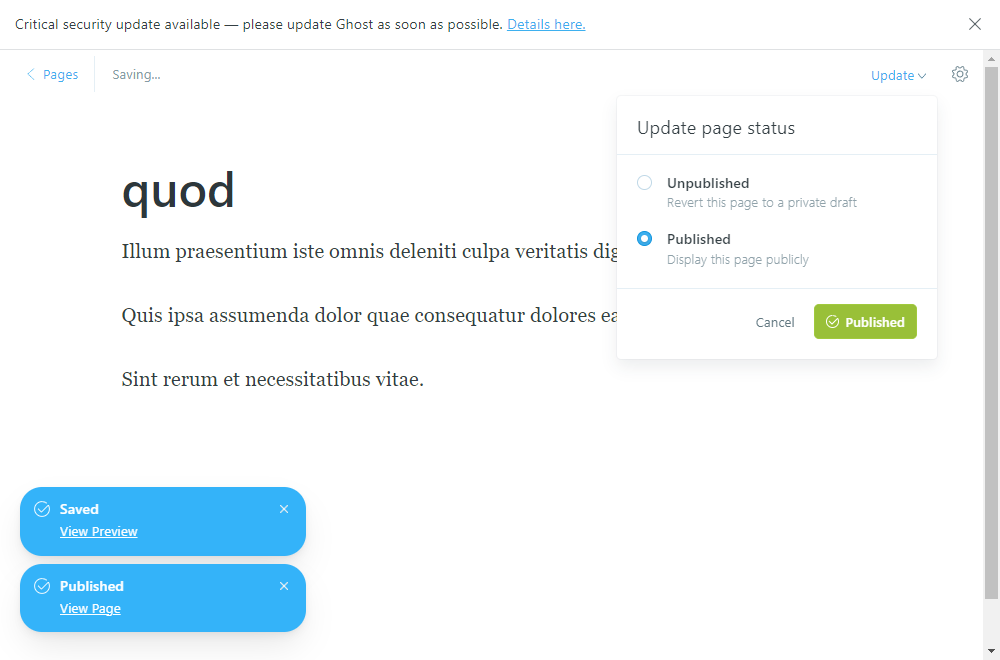 Critical security update available — please update Ghost as soon as possible. Details here.
Pages
Saving...
Update
Update page status
Unpublished
Revert this page to a private draft
Published
Display this page publicly
Cancel
Published
quod
Illum praesentium iste omnis deleniti culpa veritatis
Quis ipsa assumenda dolor quae consequatur dolores
Sint rerum et necessitatibus vitae.
Saved
View Preview
Published
View Page